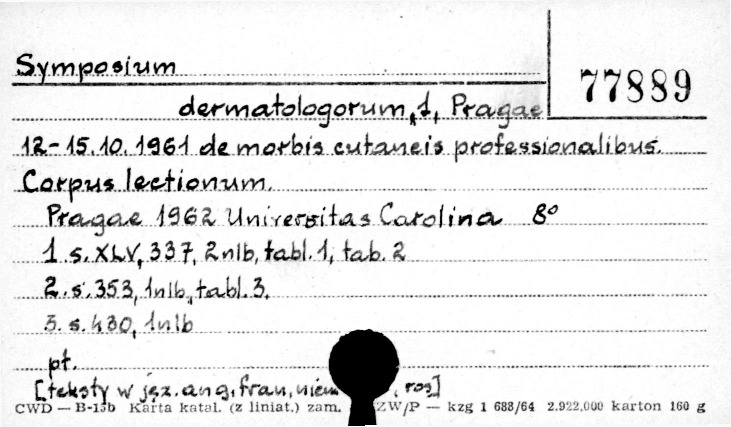 Symposium
77889
dermatologorum, 1, Pragae
12-15.10.1961 de morbis cutaneis professionalibus.
Corpus lectionum.
Pragae 1962 Universitas Carolina 8°
1. s. XLV, 337, 2nlb, tabl. 1, tab. 2
2. s. 353, 1nlb, tabl. 3.
3. s. 430, 1nlb
pt.
[teksty w jęz. ang, fran, niem , ros]
CWD — B-15b Karta katal. (z liniat.) zam. ZW/P — kzg 1 688/64 2.922.000 karton 160 g